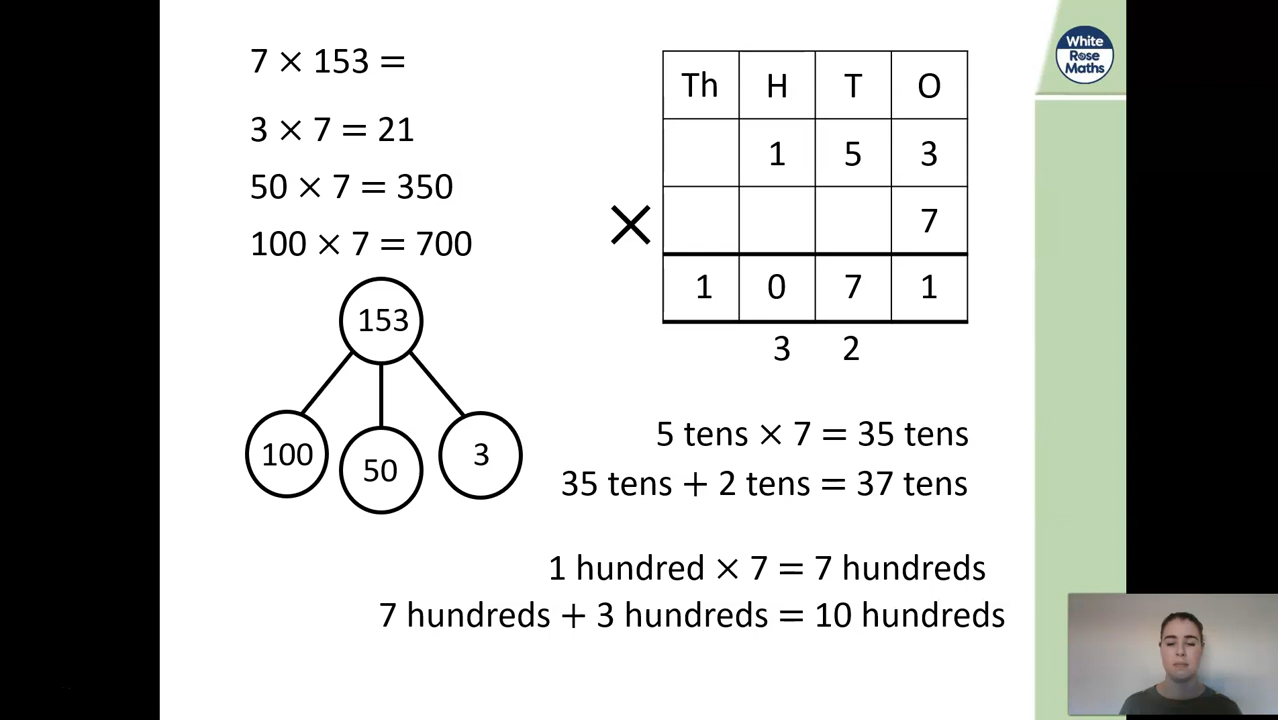 7 × 153 =
3 × 7 = 21
50 × 7 = 350
100 × 7 = 700
153
100 50 3
Th H T O
1 5 3
× 7
1 0 7 1
3 2
5 tens × 7 = 35 tens
35 tens + 2 tens = 37 tens
1 hundred × 7 = 7 hundreds
7 hundreds + 3 hundreds = 10 hundreds
White
Rose
Maths